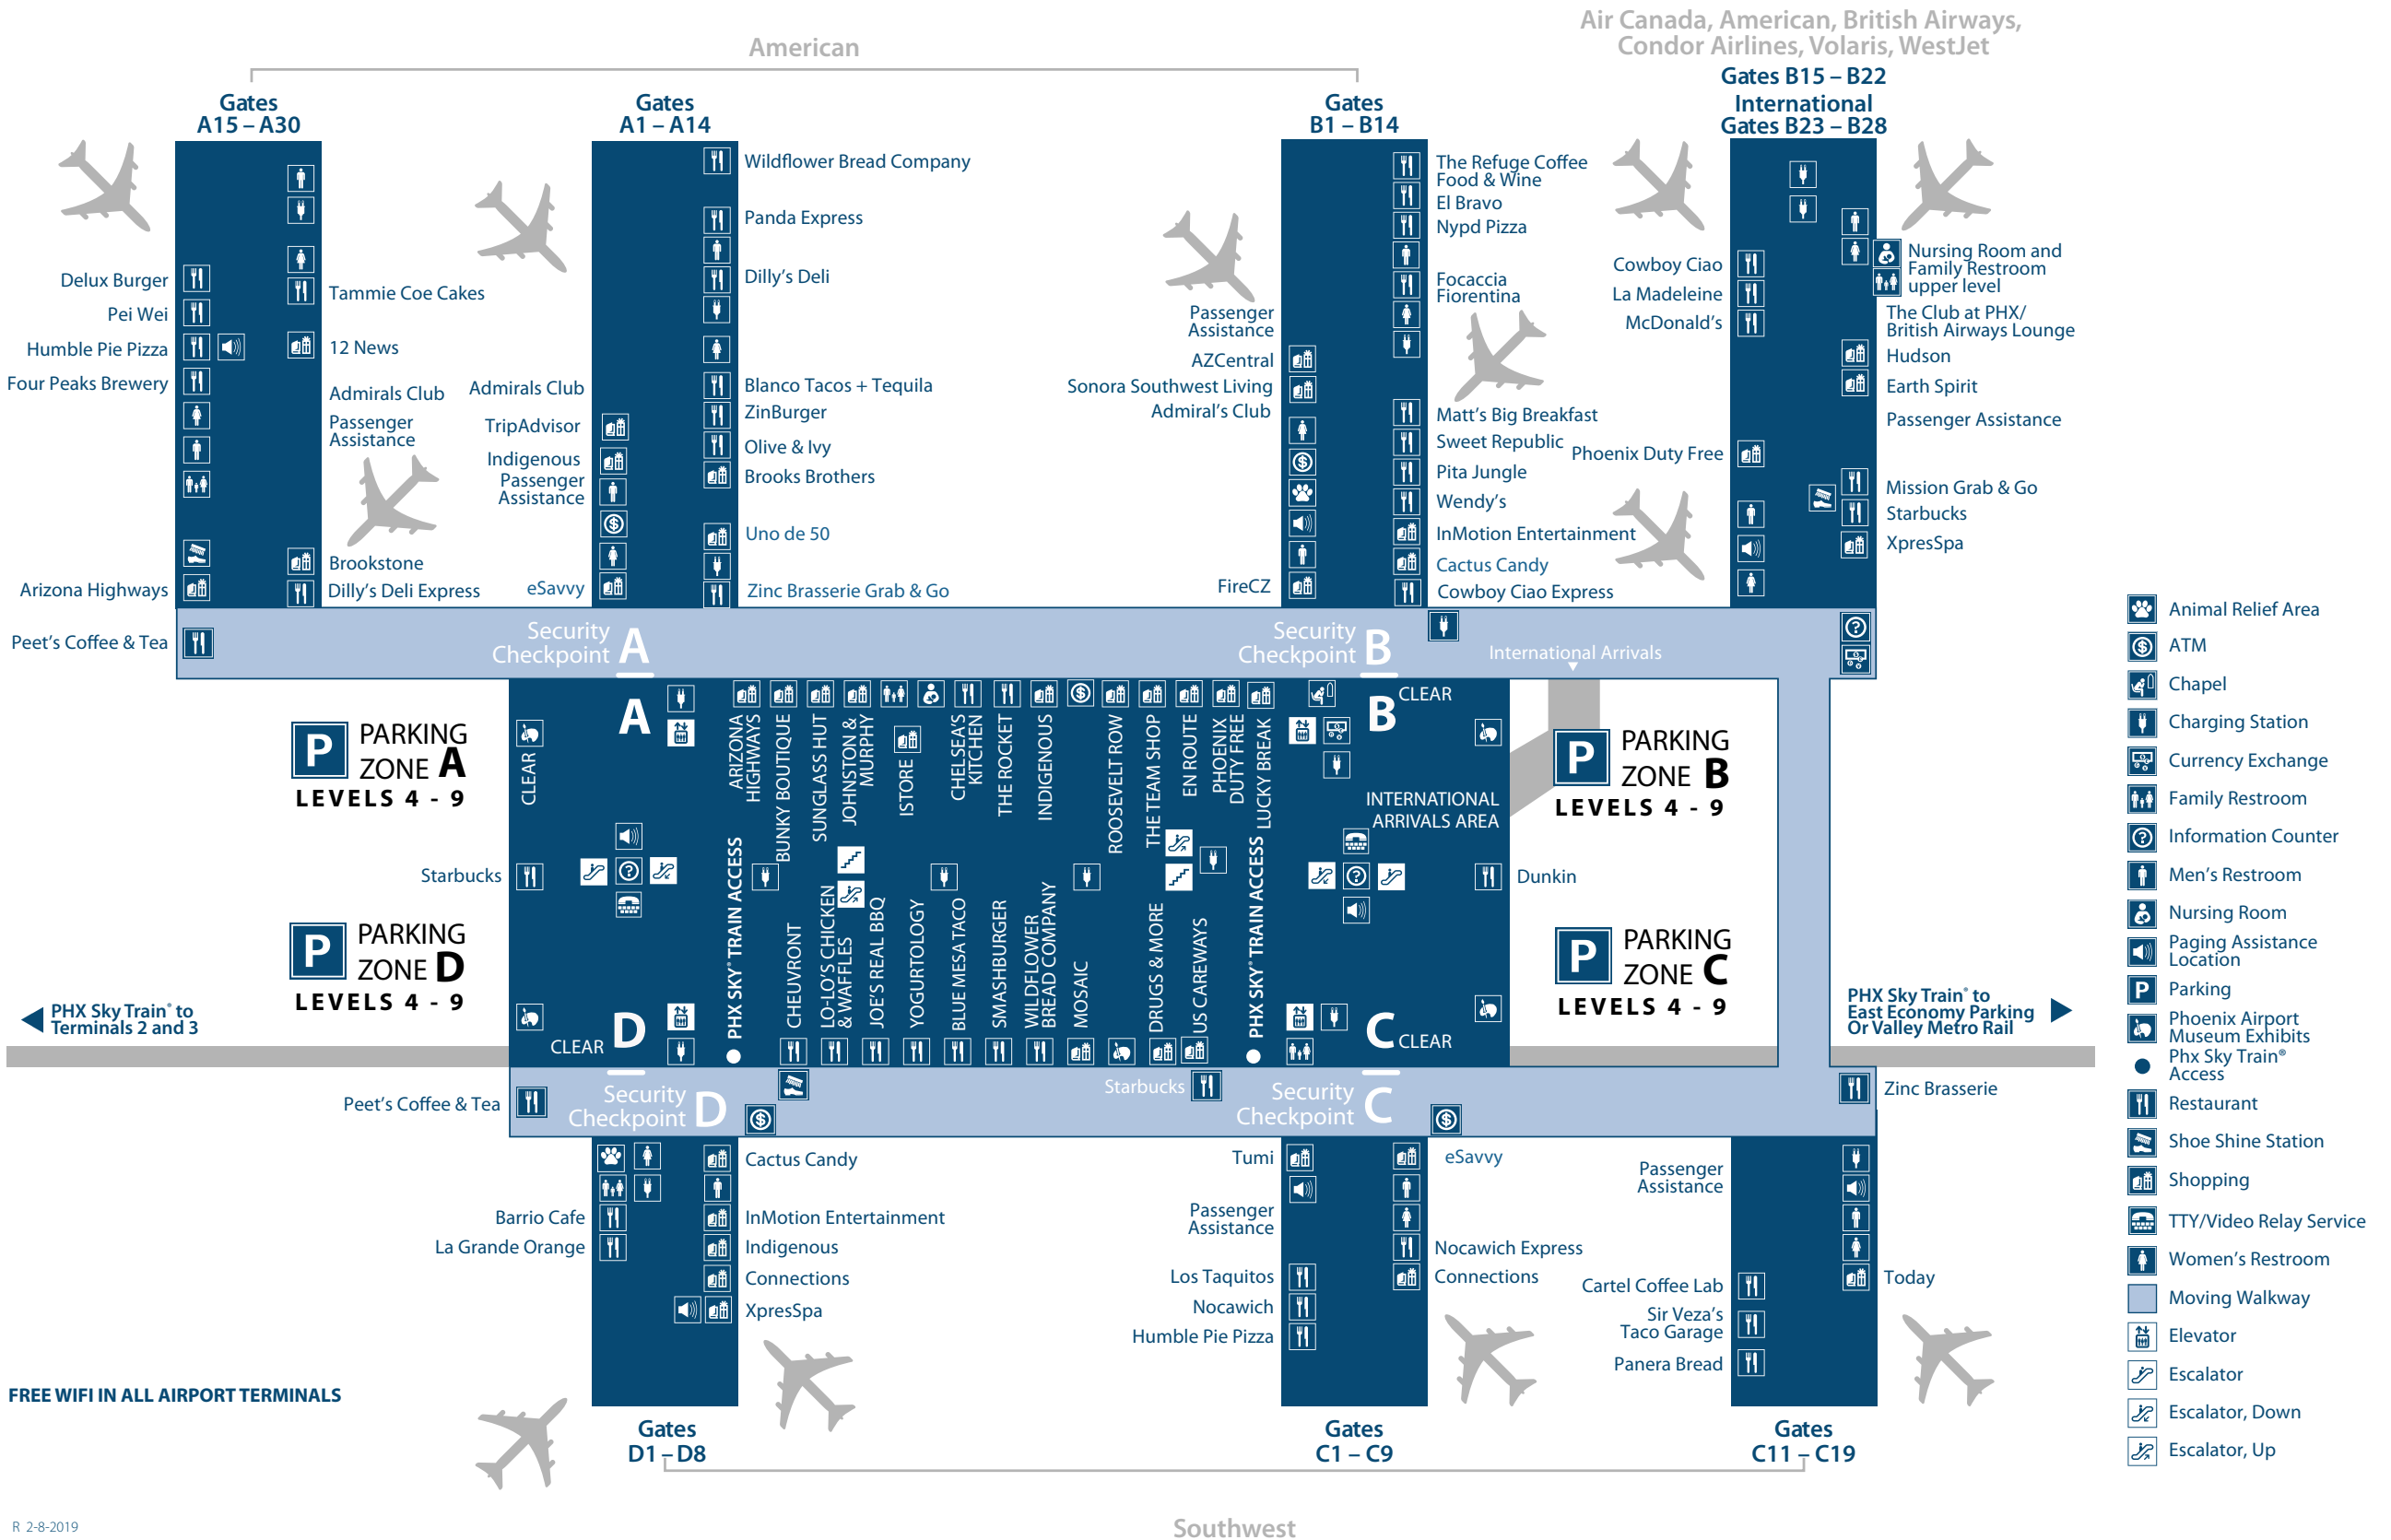 American
Air Canada, American, British Airways,
Condor Airlines, Volaris, WestJet
Gates B15 – B22
International
Gates B23 – B28
Gates
A15 – A30
Gates
A1 – A14
Gates
B1 – B14
Delux Burger
Pei Wei
Humble Pie Pizza
Four Peaks Brewery
Arizona Highways
Peet's Coffee & Tea
Tammie Coe Cakes
12 News
Admirals Club
Passenger
Assistance
Brookstone
Dilly's Deli Express
Admirals Club
TripAdvisor
Indigenous
Passenger
Assistance
eSavvy
Wildflower Bread Company
Panda Express
Dilly's Deli
Blanco Tacos + Tequila
ZinBurger
Olive & Ivy
Brooks Brothers
Uno de 50
Zinc Brasserie Grab & Go
Passenger
Assistance
AZCentral
Sonora Southwest Living
Admiral's Club
FireCZ
The Refuge Coffee
Food & Wine
El Bravo
Nypd Pizza
Focaccia
Fiorentina
Matt's Big Breakfast
Sweet Republic
Pita Jungle
Wendy's
InMotion Entertainment
Cactus Candy
Cowboy Ciao Express
Cowboy Ciao
La Madeleine
McDonald's
Phoenix Duty Free
Nursing Room and
Family Restroom
upper level
The Club at PHX/
British Airways Lounge
Hudson
Earth Spirit
Passenger Assistance
Mission Grab & Go
Starbucks
XpresSpa
Security
Checkpoint A
Security
Checkpoint B
International Arrivals
A
B
CLEAR
CLEAR
P
PARKING
ZONE A
LEVELS 4 - 9
ARIZONA
HIGHWAYS
BUNKY BOUTIQUE
SUNGLASS HUT
JOHNSTON &
MURPHY
ISTORE
CHELSEA'S
KITCHEN
THE ROCKET
INDIGENOUS
ROOSEVELT ROW
THE TEAM SHOP
EN ROUTE
PHOENIX
DUTY FREE
LUCKY BREAK
INTERNATIONAL
ARRIVALS AREA
P
PARKING
ZONE B
LEVELS 4 - 9
Starbucks
Dunkin
P
PARKING
ZONE D
LEVELS 4 - 9
PHX SKY® TRAIN ACCESS
CHEUVRONT
LO-LO'S CHICKEN
& WAFFLES
JOE'S REAL BBQ
YOGURTOLOGY
BLUE MESA TACO
SMASHBURGER
WILDFLOWER
BREAD COMPANY
MOSAIC
DRUGS & MORE
US CAREWAYS
PHX SKY® TRAIN ACCESS
P
PARKING
ZONE C
LEVELS 4 - 9
PHX Sky Train® to
Terminals 2 and 3
CLEAR D
C CLEAR
PHX Sky Train® to
East Economy Parking
Or Valley Metro Rail
Peet's Coffee & Tea
Security
Checkpoint D
Starbucks
Security
Checkpoint C
Zinc Brasserie
Barrio Cafe
La Grande Orange
Cactus Candy
InMotion Entertainment
Indigenous
Connections
XpresSpa
Tumi
Passenger
Assistance
Los Taquitos
Nocawich
Humble Pie Pizza
eSavvy
Nocawich Express
Connections
Passenger
Assistance
Cartel Coffee Lab
Sir Veza's
Taco Garage
Panera Bread
Today
FREE WIFI IN ALL AIRPORT TERMINALS
Gates
D1 – D8
Gates
C1 – C9
Gates
C11 – C19
Southwest
R 2-8-2019
Animal Relief Area
ATM
Chapel
Charging Station
Currency Exchange
Family Restroom
Information Counter
Men's Restroom
Nursing Room
Paging Assistance
Location
P Parking
Phoenix Airport
Museum Exhibits
Phx Sky Train®
Access
Restaurant
Shoe Shine Station
Shopping
TTY/Video Relay Service
Women's Restroom
Moving Walkway
Elevator
Escalator
Escalator, Down
Escalator, Up